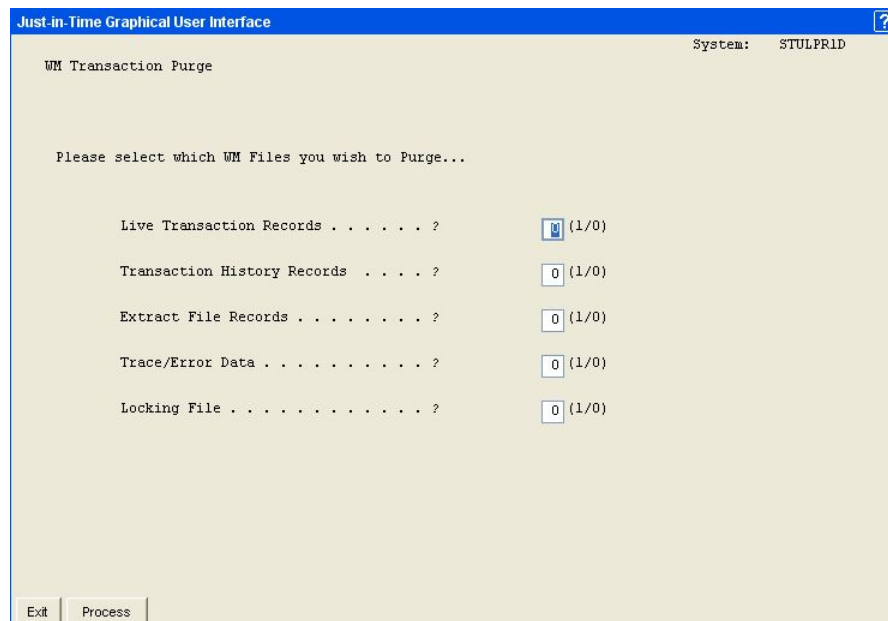 Just-in-Time Graphical User Interface ?
System: STULPR1D
WM Transaction Purge
Please select which WM Files you wish to Purge...
Live Transaction Records . . . . . . ? 0 (1/0)
Transaction History Records . . . . ? 0 (1/0)
Extract File Records . . . . . . . . ? 0 (1/0)
Trace/Error Data . . . . . . . . . . ? 0 (1/0)
Locking File . . . . . . . . . . . . ? 0 (1/0)
Exit Process